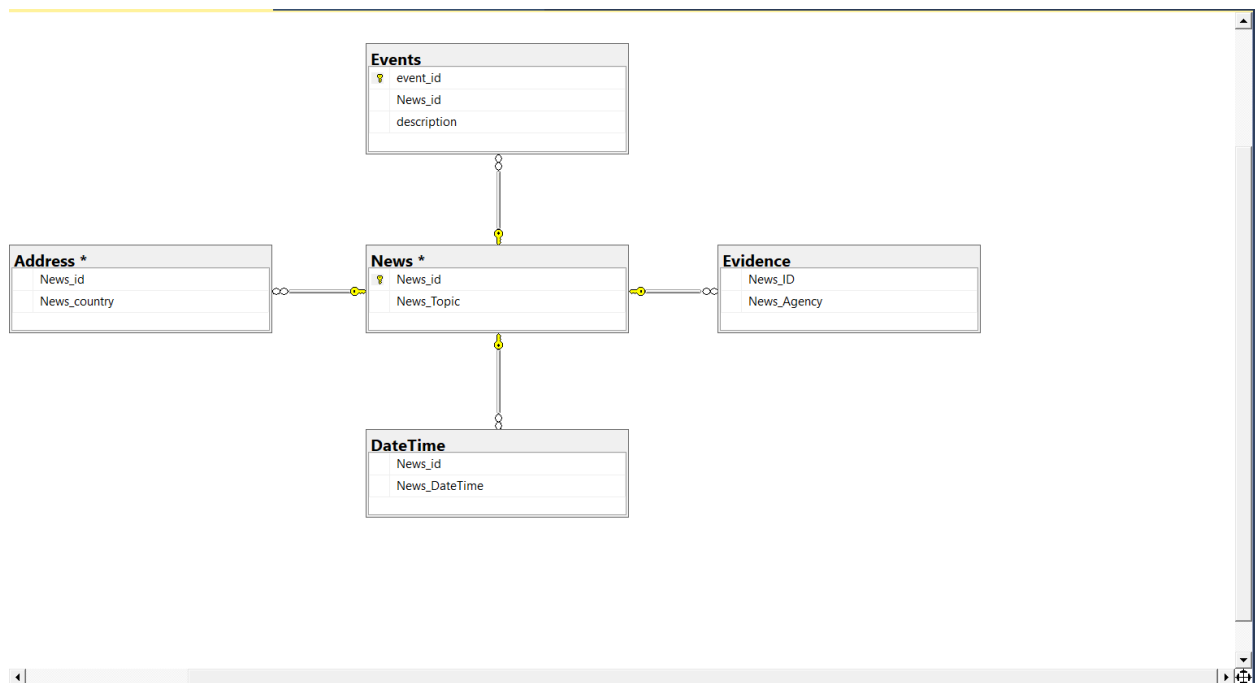 Events
event_id
News_id
description
Address *
News_id
News_country
News *
News_id
News_Topic
Evidence
News_ID
News_Agency
DateTime
News_id
News_DateTime